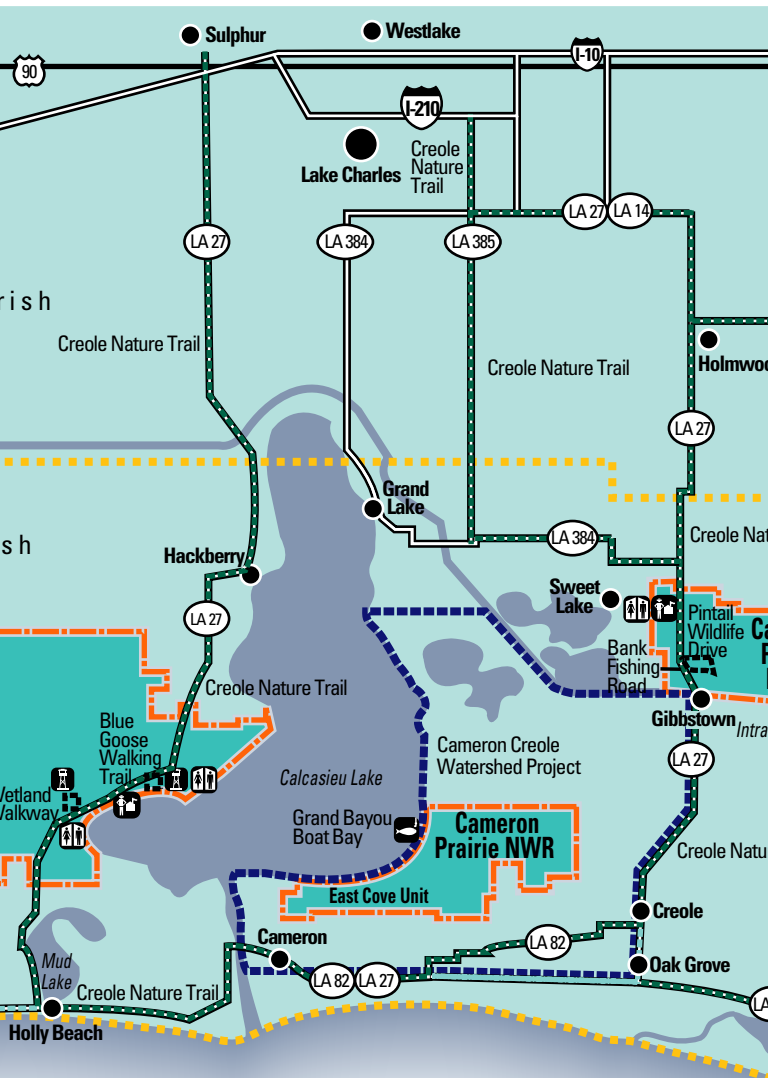 Sulphur
Westlake
I-10
90
I-210
Creole
Nature
Trail
Lake Charles
LA 27
LA 14
LA 27
LA 384
LA 385
rish
Creole Nature Trail
Creole Nature Trail
Holmwoo
LA 27
Grand
Lake
sh
LA 384
Creole Nat
Hackberry
Sweet
Lake
LA 27
Pintail
Wildlife
Drive
Ca
P
Bank
Fishing
Road
Creole Nature Trail
Gibbstown
Intra
Blue
Goose
Walking
Trail
Cameron Creole
Watershed Project
LA 27
Calcasieu Lake
Wetland
Walkway
Grand Bayou
Boat Bay
Cameron
Prairie NWR
Creole Natu
East Cove Unit
Creole
Cameron
LA 82
Oak Grove
Mud
Lake
LA 82
LA 27
Creole Nature Trail
LA
Holly Beach